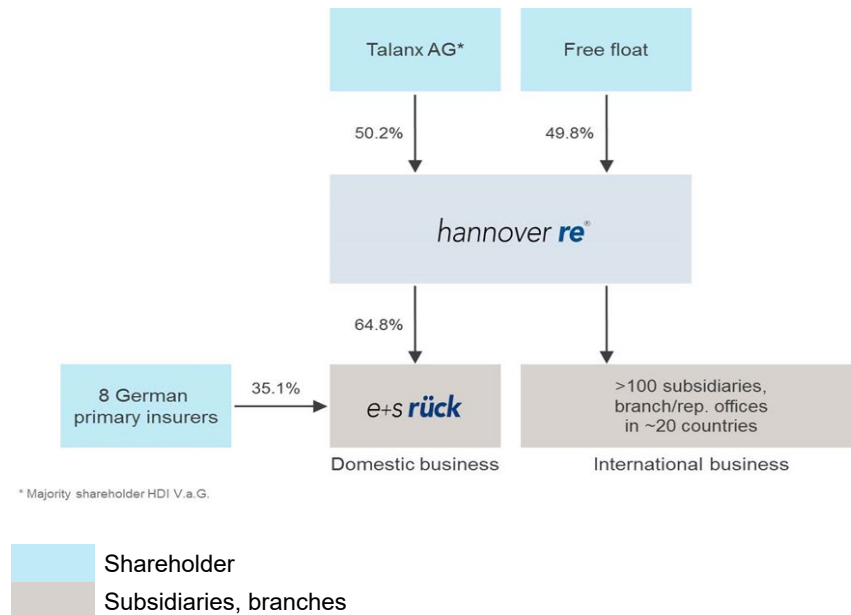 Talanx AG*
Free float
50.2%
49.8%
hannover re®
64.8%
8 German
primary insurers
35.1%
e+s rück
>100 subsidiaries,
branch/rep. offices
in ~20 countries
Domestic business
International business
* Majority shareholder HDI V.a.G.
Shareholder
Subsidiaries, branches